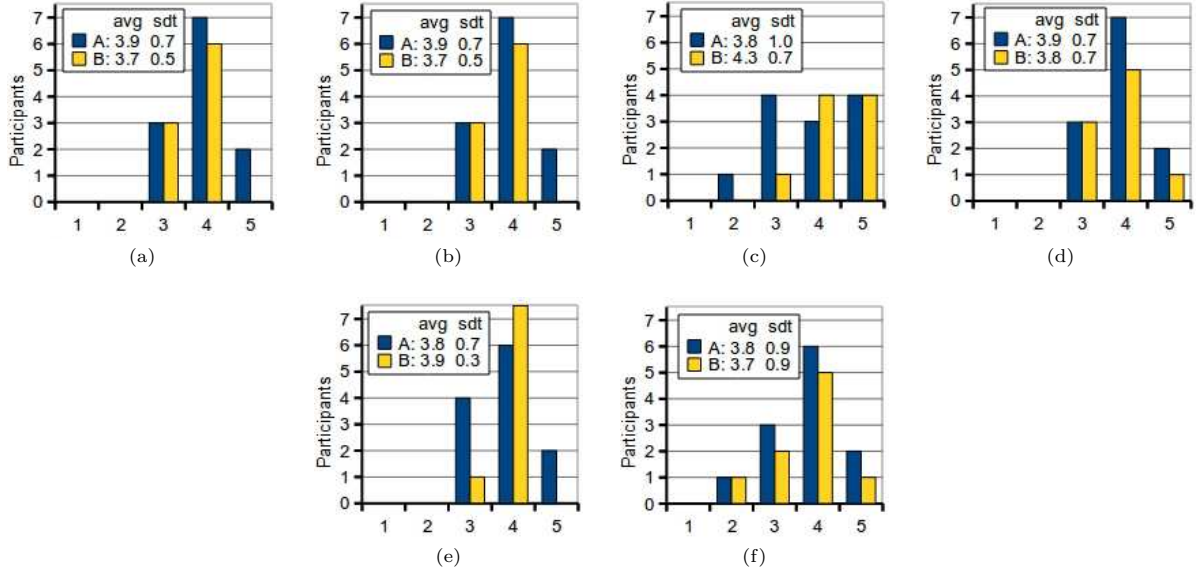 7
6
5
4
3
2
1
0
Participants
avg sdt
A: 3.9 0.7
B: 3.7 0.5
1 2 3 4 5
(a)
7
6
5
4
3
2
1
0
Participants
avg sdt
A: 3.9 0.7
B: 3.7 0.5
1 2 3 4 5
(b)
7
6
5
4
3
2
1
0
Participants
avg sdt
A: 3.8 1.0
B: 4.3 0.7
1 2 3 4 5
(c)
7
6
5
4
3
2
1
0
Participants
avg sdt
A: 3.9 0.7
B: 3.8 0.7
1 2 3 4 5
(d)
7
6
5
4
3
2
1
0
Participants
avg sdt
A: 3.8 0.7
B: 3.9 0.3
1 2 3 4 5
(e)
7
6
5
4
3
2
1
0
Participants
avg sdt
A: 3.8 0.9
B: 3.7 0.9
1 2 3 4 5
(f)